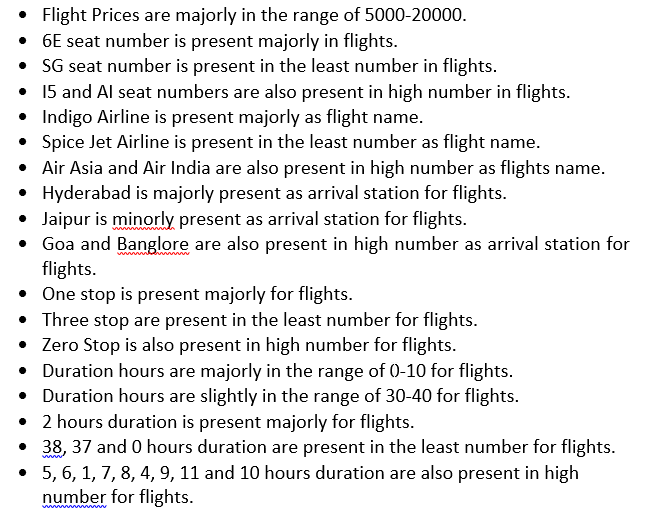 • Flight Prices are majorly in the range of 5000-20000.
• 6E seat number is present majorly in flights.
• SG seat number is present in the least number in flights.
• I5 and AI seat numbers are also present in high number in flights.
• Indigo Airline is present majorly as flight name.
• Spice Jet Airline is present in the least number as flight name.
• Air Asia and Air India are also present in high number as flights name.
• Hyderabad is majorly present as arrival station for flights.
• Jaipur is minorly present as arrival station for flights.
• Goa and Banglore are also present in high number as arrival station for
flights.
• One stop is present majorly for flights.
• Three stop are present in the least number for flights.
• Zero Stop is also present in high number for flights.
• Duration hours are majorly in the range of 0-10 for flights.
• Duration hours are slightly in the range of 30-40 for flights.
• 2 hours duration is present majorly for flights.
• 38, 37 and 0 hours duration are present in the least number for flights.
• 5, 6, 1, 7, 8, 4, 9, 11 and 10 hours duration are also present in high
number for flights.